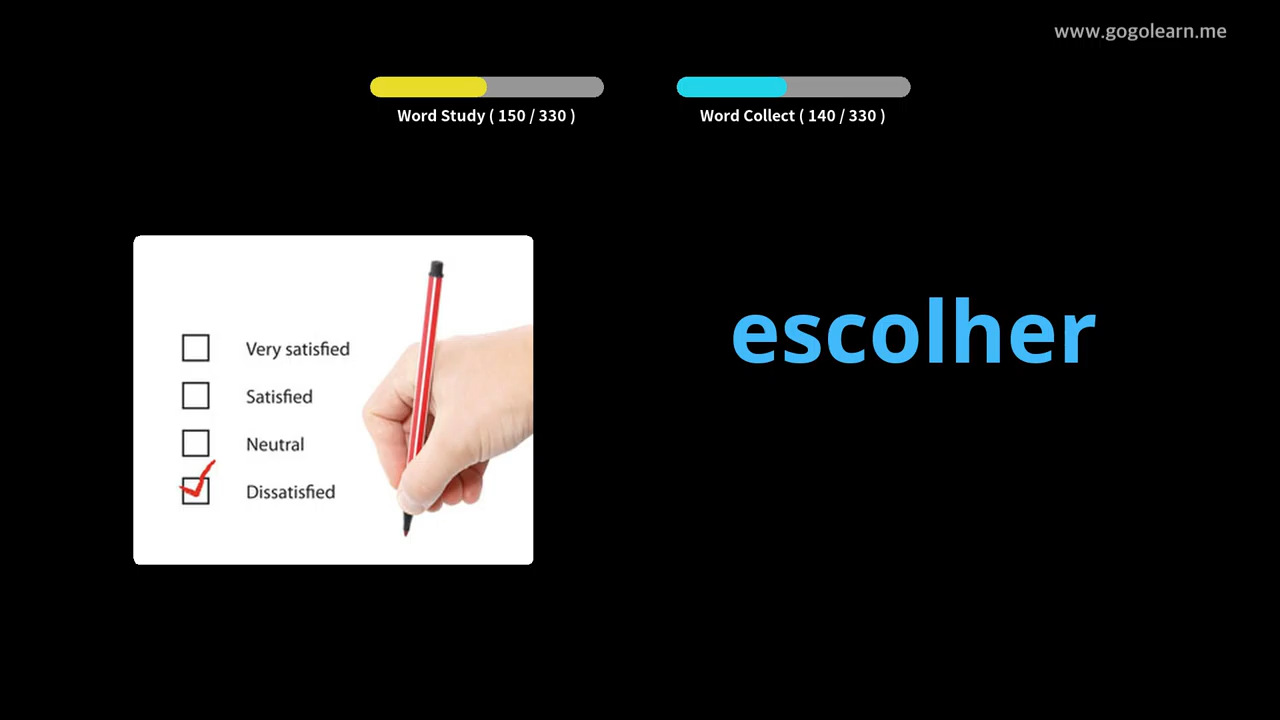 www.gogolearn.me
Word Study ( 150 / 330 )
Word Collect ( 140 / 330 )
escolher
Very satisfied
Satisfied
Neutral
Dissatisfied